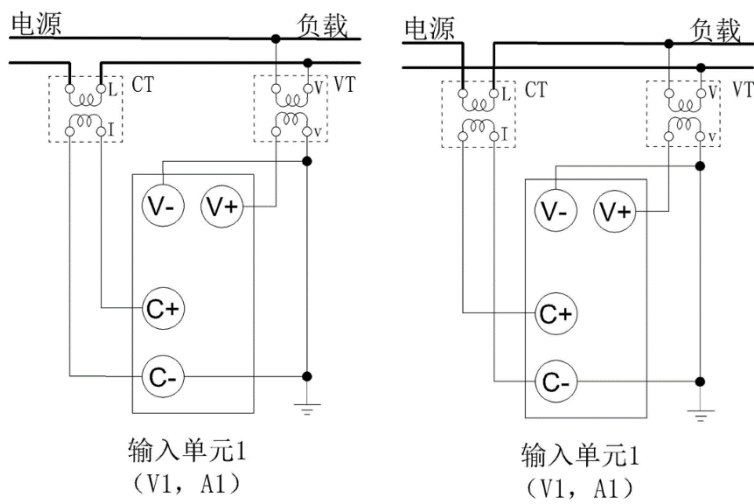 电源 负载
L CT V VT
I v
V- V+
C+
C-
输入单元1
(V1, A1)
电源 负载
L CT V VT
I v
V- V+
C+
C-
输入单元1
(V1, A1)